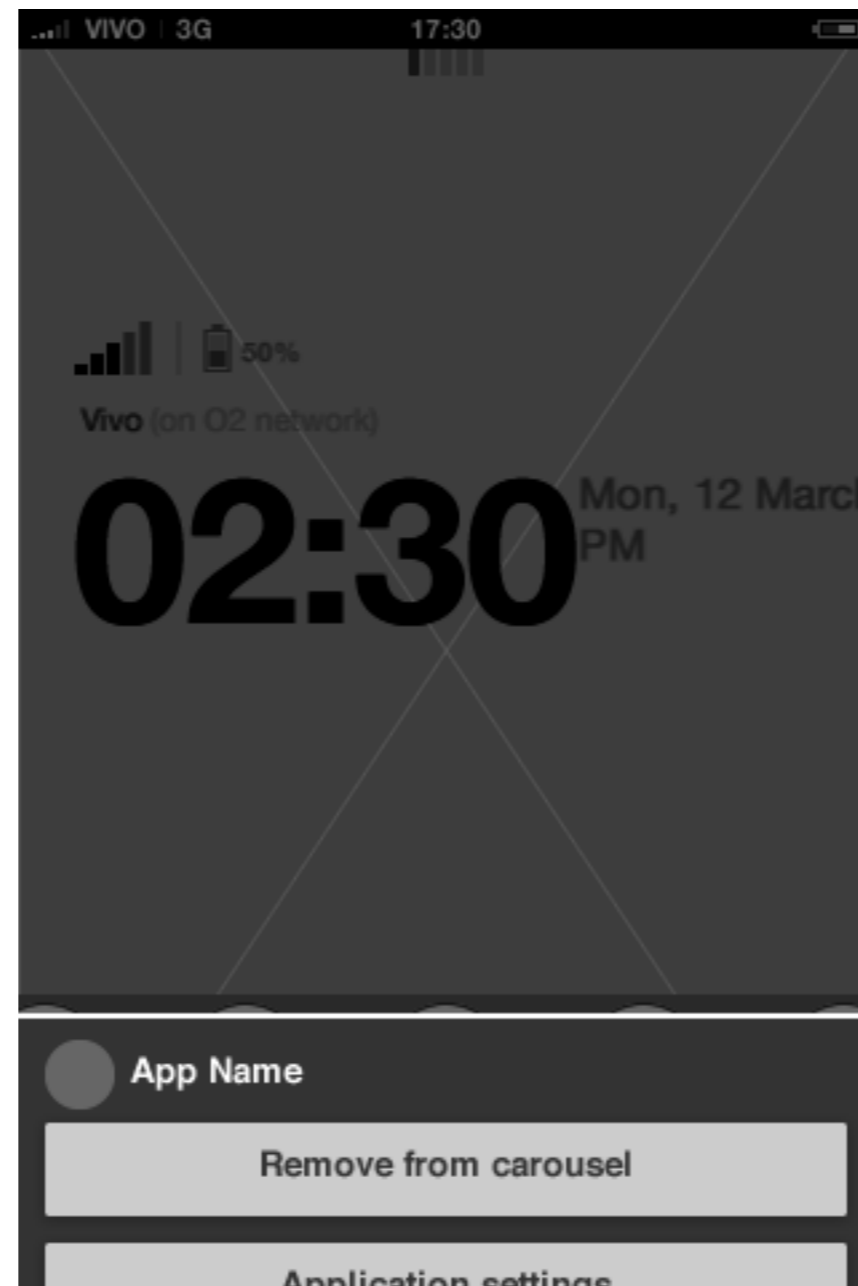 VIVO 3G 17:30
50%
Vivo (on O2 network)
02:30
Mon, 12 March
PM
App Name
Remove from carousel
Application settings